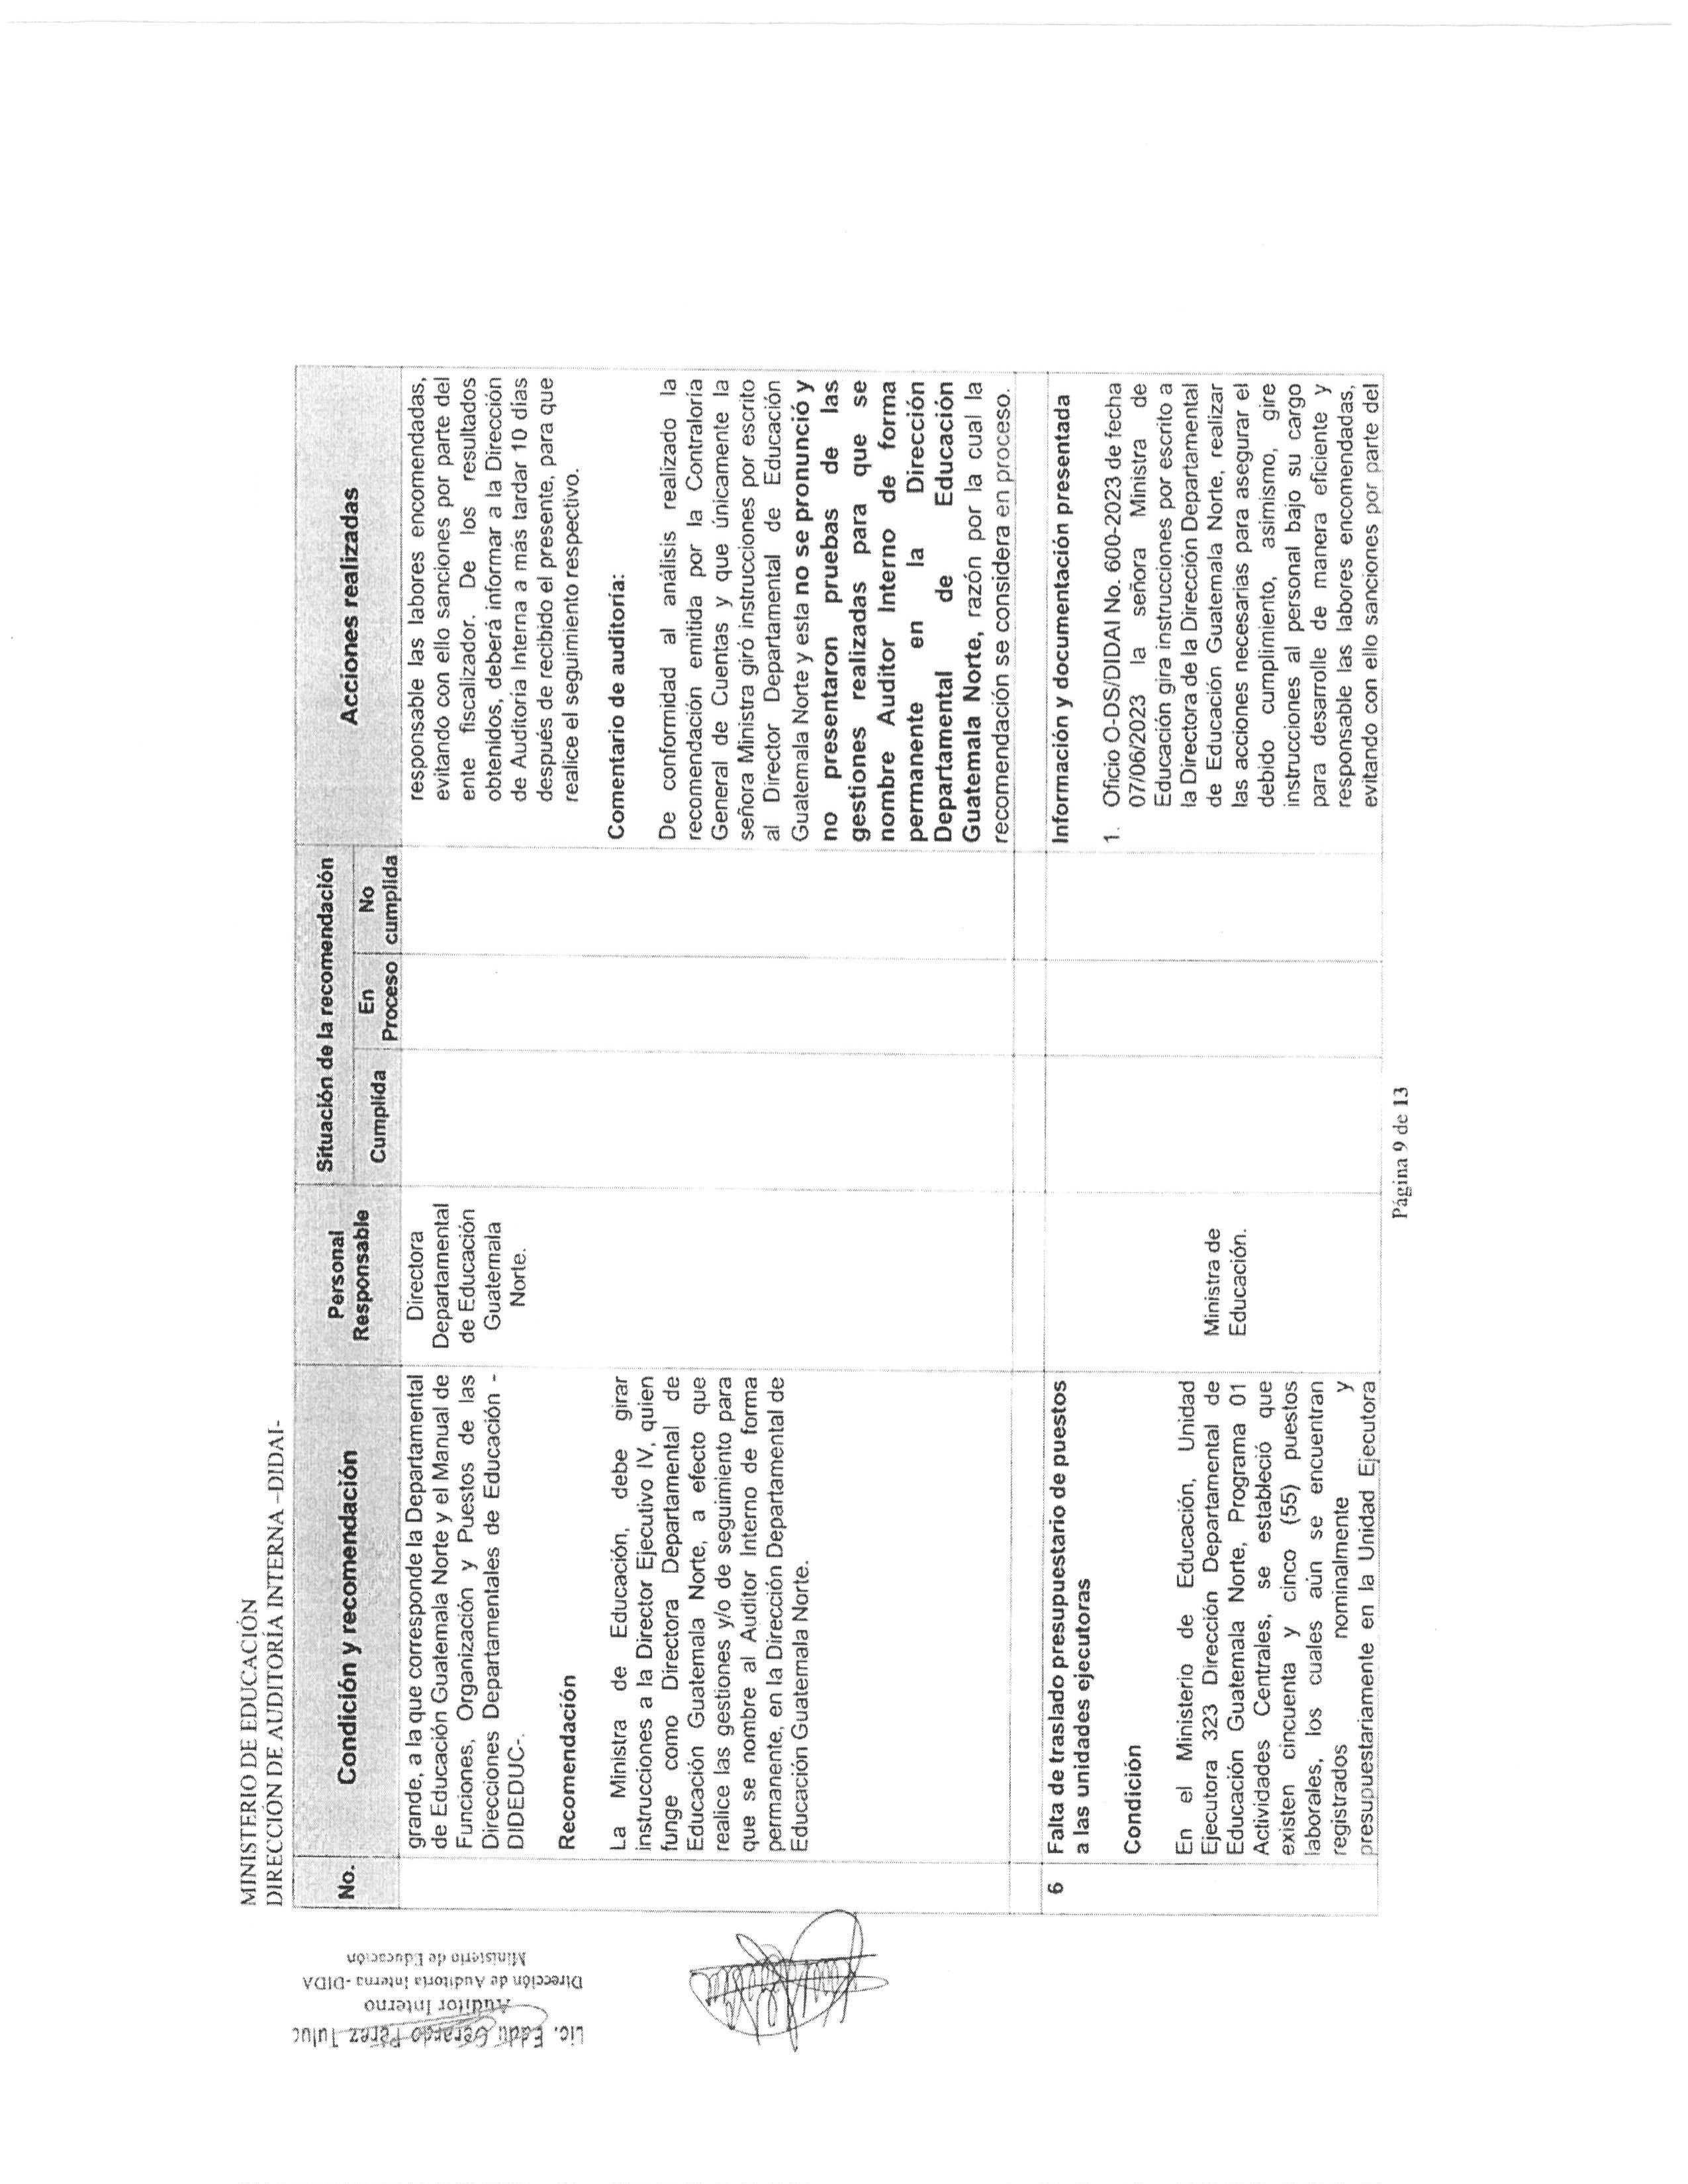 MINISTERIO DE EDUCACIÓN
DIRECCIÓN DE AUDITORÍA INTERNA –DIDAI-
No.
Condición y recomendación
Personal
Responsable
Situación de la recomendación
Cumplida
En
Proceso
No
cumplida
Acciones realizadas
grande, a la que corresponde la Departamental
de Educación Guatemala Norte y el Manual de
Funciones, Organización y Puestos de las
Direcciones Departamentales de Educación -
DIDEDUC-.
Recomendación
La Ministra de Educación, debe girar
instrucciones a la Director Ejecutivo IV, quien
funge como Directora Departamental de
Educación Guatemala Norte, a efecto que
realice las gestiones y/o de seguimiento para
que se nombre al Auditor Interno de forma
permanente, en la Dirección Departamental de
Educación Guatemala Norte.
Directora
Departamental
de Educación
Guatemala
Norte.
responsable las labores encomendadas,
evitando con ello sanciones por parte del
ente fiscalizador. De los resultados
obtenidos, deberá informar a la Dirección
de Auditoría Interna a más tardar 10 días
después de recibido el presente, para que
realice el seguimiento respectivo.
Comentario de auditoría:
De conformidad al análisis realizado la
recomendación emitida por la Contraloría
General de Cuentas y que únicamente la
señora Ministra giró instrucciones por escrito
al Director Departamental de Educación
Guatemala Norte y esta no se pronunció y
no presentaron pruebas de las
gestiones realizadas para que se
nombre Auditor Interno de forma
permanente en la Dirección
Departamental de Educación
Guatemala Norte, razón por la cual la
recomendación se considera en proceso.
6
Falta de traslado presupuestario de puestos
a las unidades ejecutoras
Condición
En el Ministerio de Educación, Unidad
Ejecutora 323 Dirección Departamental de
Educación Guatemala Norte, Programa 01
Actividades Centrales, se estableció que
existen cincuenta y cinco (55) puestos
laborales, los cuales aún se encuentran
registrados nominalmente y
presupuestariamente en la Unidad Ejecutora
Ministra de
Educación.
Información y documentación presentada
1. Oficio O-DS/DIDAI No. 600-2023 de fecha
07/06/2023 la señora Ministra de
Educación gira instrucciones por escrito a
la Directora de la Dirección Departamental
de Educación Guatemala Norte, realizar
las acciones necesarias para asegurar el
debido cumplimiento, asimismo, gire
instrucciones al personal bajo su cargo
para desarrolle de manera eficiente y
responsable las labores encomendadas,
evitando con ello sanciones por parte del
Página 9 de 13
Lic. Eddi Gerardo Pérez Tuluc
Auditor Interno
Dirección de Auditoría Interna -DIDA
Ministerio de Educación